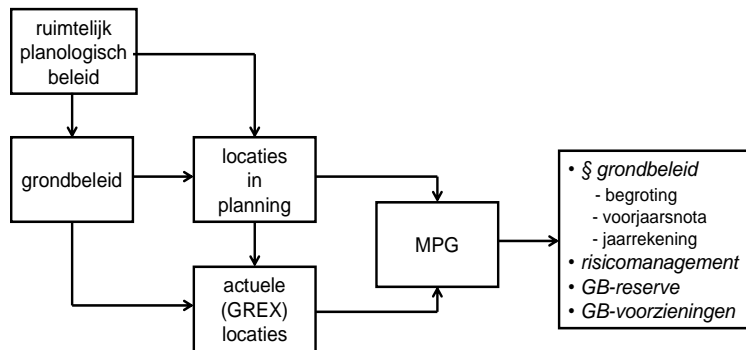 ruimtelijk
planologisch
beleid
grondbeleid
locaties
in
planning
actuele
(GREX)
locaties
MPG
• § grondbeleid
- begroting
- voorjaarsnota
- jaarrekening
• risicomanagement
• GB-reserve
• GB-voorzieningen